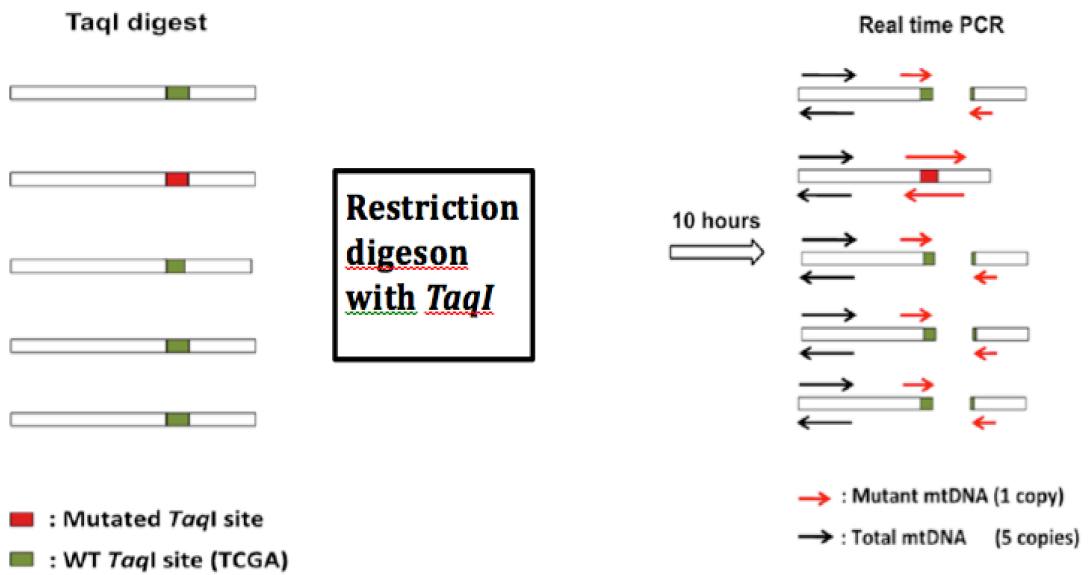 TaqI digest
Restriction
digeson
with TaqI
10 hours
Real time PCR
: Mutated TaqI site
: WT TaqI site (TCGA)
: Mutant mtDNA (1 copy)
: Total mtDNA (5 copies)